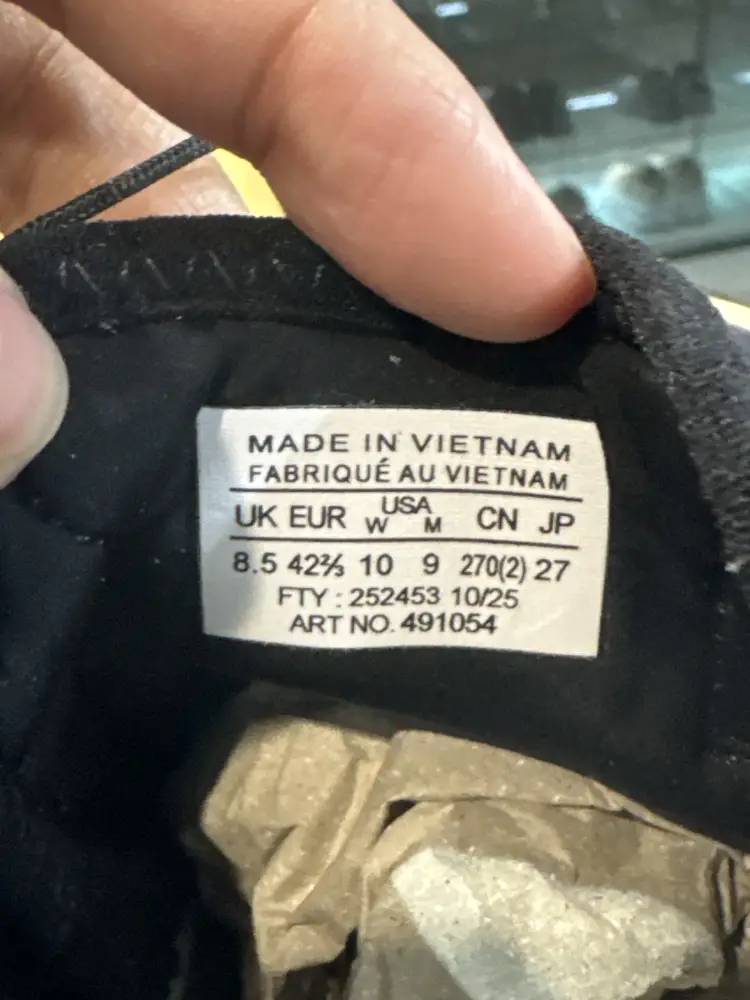 MADE IN VIETNAM
FABRIQUÉ AU VIETNAM
UK EUR USA W M CN JP
8.5 42⅔ 10 9 270(2) 27
FTY : 252453 10/25
ART NO. 491054